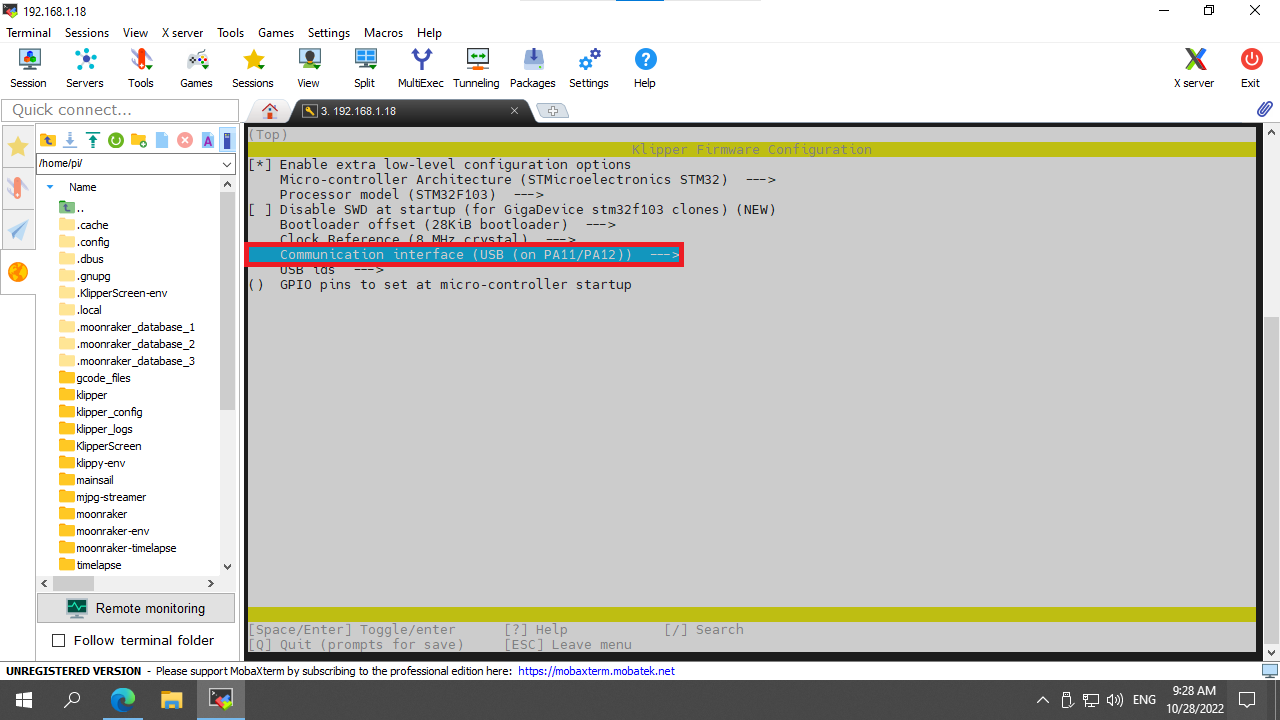 192.168.1.18
Terminal Sessions View X server Tools Games Settings Macros Help
Session Servers Tools Games Sessions View Split MultiExec Tunneling Packages Settings Help X server Exit
Quick connect...
3. 192.168.1.18
/home/pi/
Name
..
.cache
.config
.dbus
.gnupg
.KlipperScreen-env
.local
.moonraker_database_1
.moonraker_database_2
.moonraker_database_3
gcode_files
klipper
klipper_config
klipper_logs
KlipperScreen
klippy-env
mainsail
mjpg-streamer
moonraker
moonraker-env
moonraker-timelapse
timelapse
Remote monitoring
Follow terminal folder
(Top)
Klipper Firmware Configuration
[*] Enable extra low-level configuration options
Micro-controller Architecture (STMicroelectronics STM32) --->
Processor model (STM32F103) --->
[ ] Disable SWD at startup (for GigaDevice stm32f103 clones) (NEW)
Bootloader offset (28KiB bootloader) --->
Clock Reference (8 MHz crystal) --->
Communication interface (USB (on PA11/PA12)) --->
USB ids --->
() GPIO pins to set at micro-controller startup
[Space/Enter] Toggle/enter [?] Help [/] Search
[Q] Quit (prompts for save) [ESC] Leave menu
UNREGISTERED VERSION - Please support MobaXterm by subscribing to the professional edition here: https://mobaxterm.mobatek.net
ENG
9:28 AM
10/28/2022